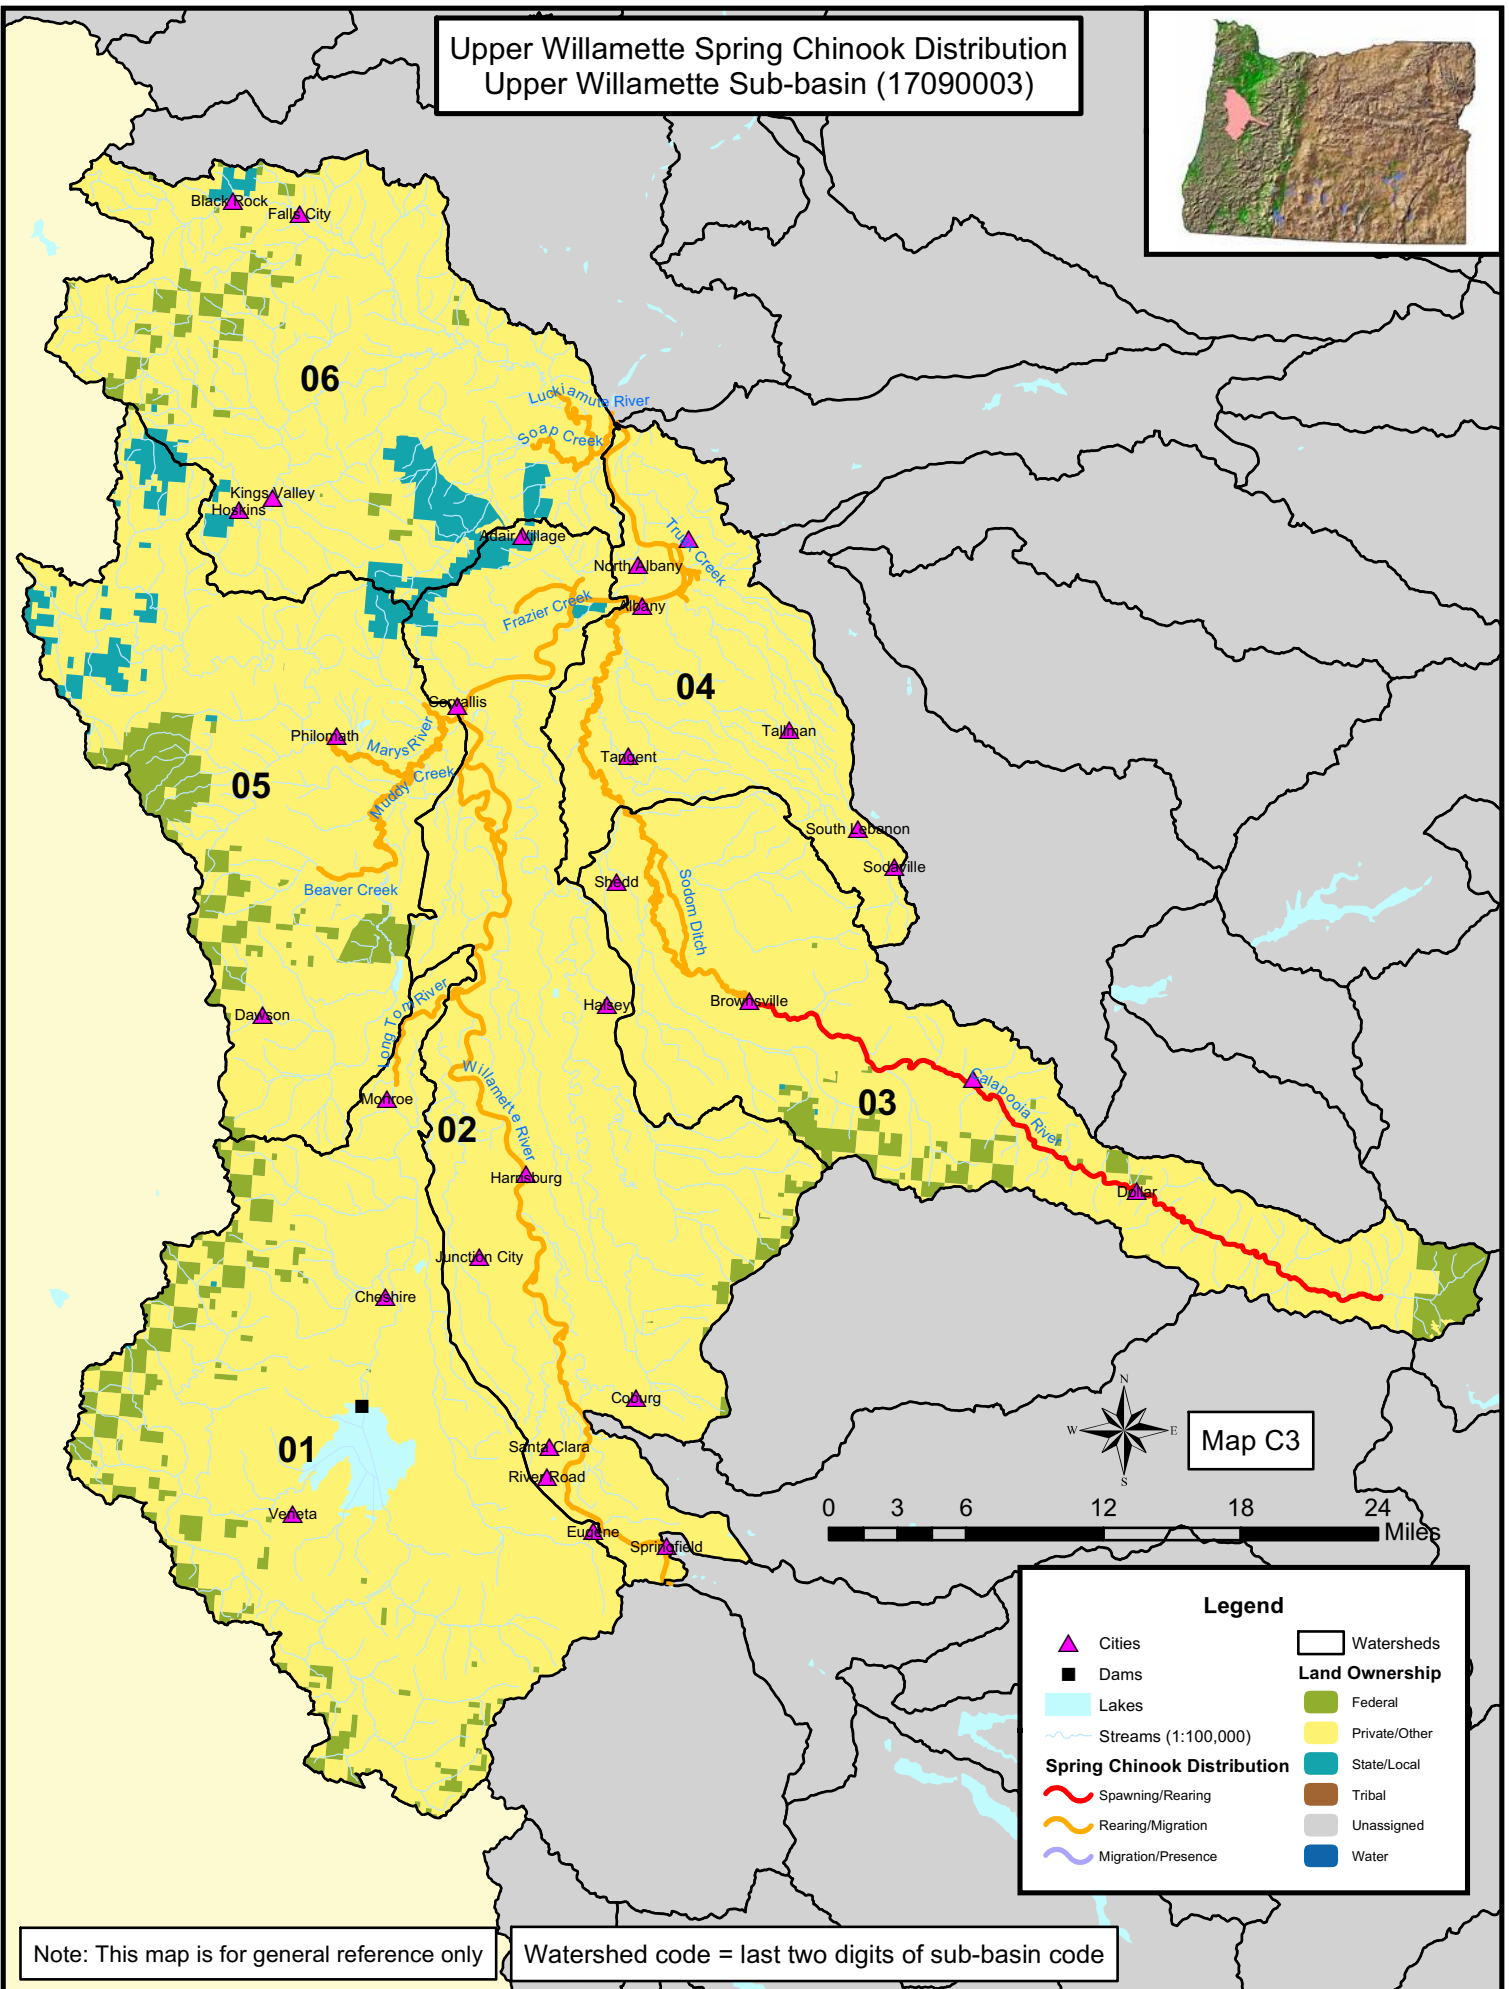 Upper Willamette Spring Chinook Distribution
Upper Willamette Sub-basin (17090003)
Black Rock
Falls City
06
Luckiamute River
Soap Creek
Kings Valley
Hoskins
Adair Village
North Albany
Albany
Frazier Creek
04
Corvallis
Philomath
Marys River
Tangent
Tallman
05
Muddy Creek
South Lebanon
Sodaville
Shedd
Sodom Ditch
Beaver Creek
Dawson
Long Tom River
Halsey
Brownsville
Monroe
Willamette River
Calapooia River
02
03
Harrisburg
Dollar
Junction City
Cheshire
Coburg
01
Santa Clara
River Road
Veneta
Eugene
Springfield
N
W
E
S
Map C3
0 3 6 12 18 24
Miles
Legend
Cities
Dams
Lakes
Streams (1:100,000)
Spring Chinook Distribution
Spawning/Rearing
Rearing/Migration
Migration/Presence
Watersheds
Land Ownership
Federal
Private/Other
State/Local
Tribal
Unassigned
Water
Note: This map is for general reference only
Watershed code = last two digits of sub-basin code